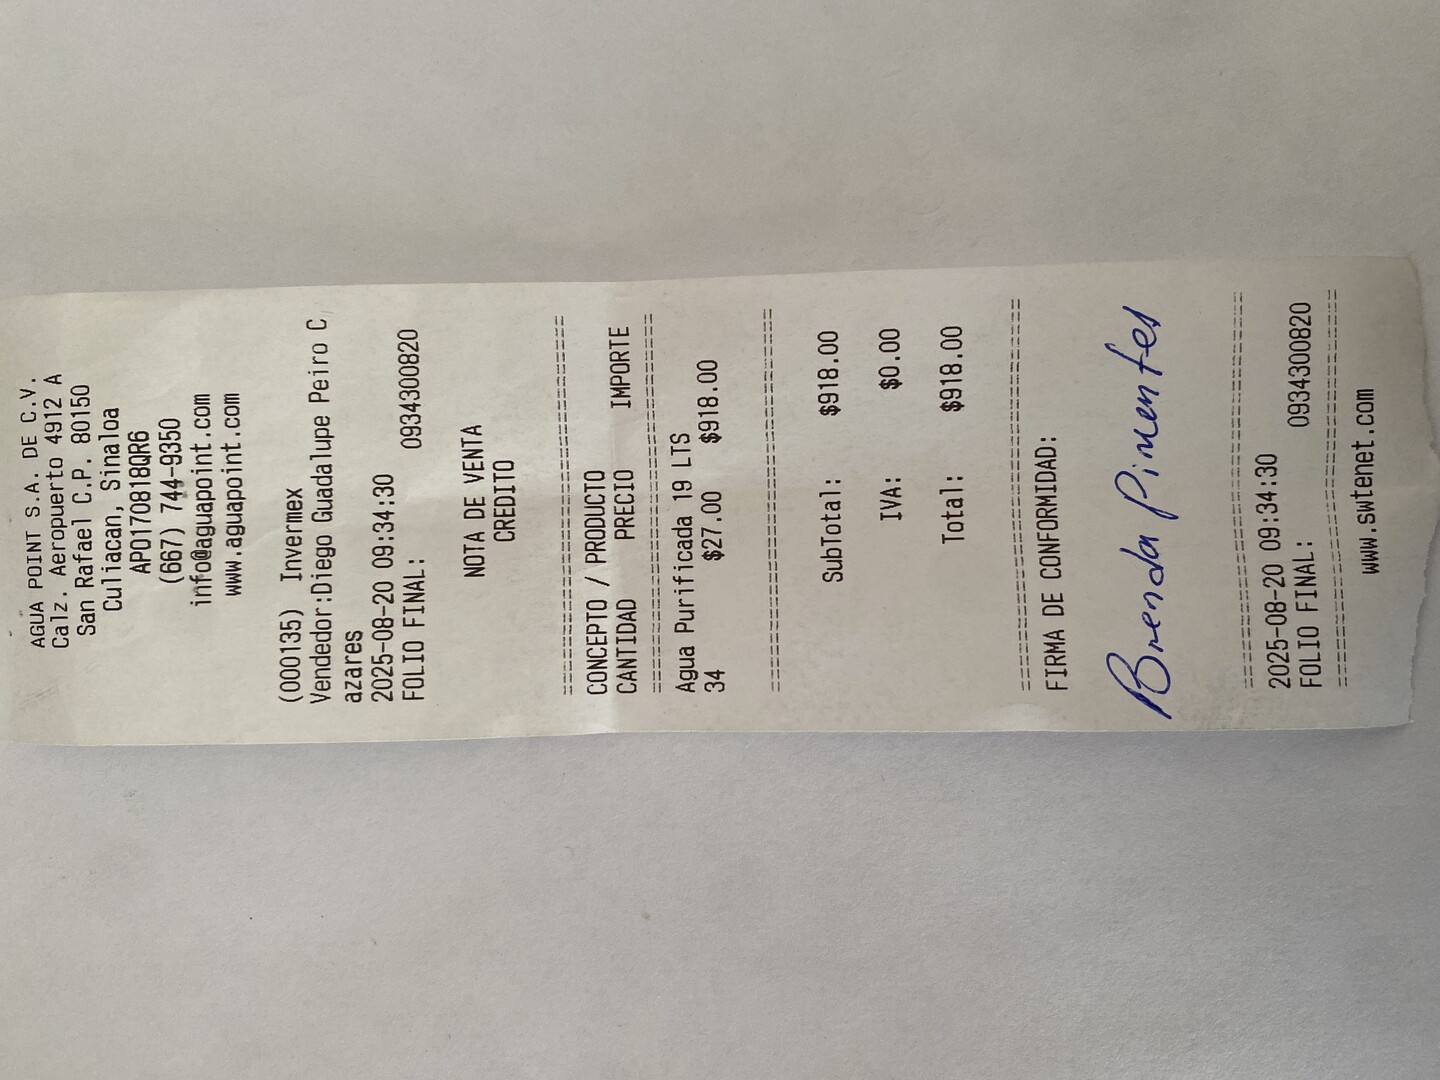 AGUA POINT S.A. DE C.V.
Calz. Aeropuerto 4912 A
San Rafael C.P. 80150
Culiacan, Sinaloa
APO170818QR6
(667) 744-9350
info@aguapoint.com
www.aguapoint.com
(000135) Invermex
Vendedor:Diego Guadalupe Peiro C
azares
2025-08-20 09:34:30
FOLIO FINAL: 0934300820
NOTA DE VENTA
CREDITO
==================================
CONCEPTO / PRODUCTO
CANTIDAD PRECIO IMPORTE
==================================
Agua Purificada 19 LTS
34 $27.00 $918.00
==================================
SubTotal: $918.00
IVA: $0.00
Total: $918.00
==================================
FIRMA DE CONFORMIDAD:
Brenda Pimentes
==================================
2025-08-20 09:34:30
FOLIO FINAL: 0934300820
==================================
www.swtenet.com